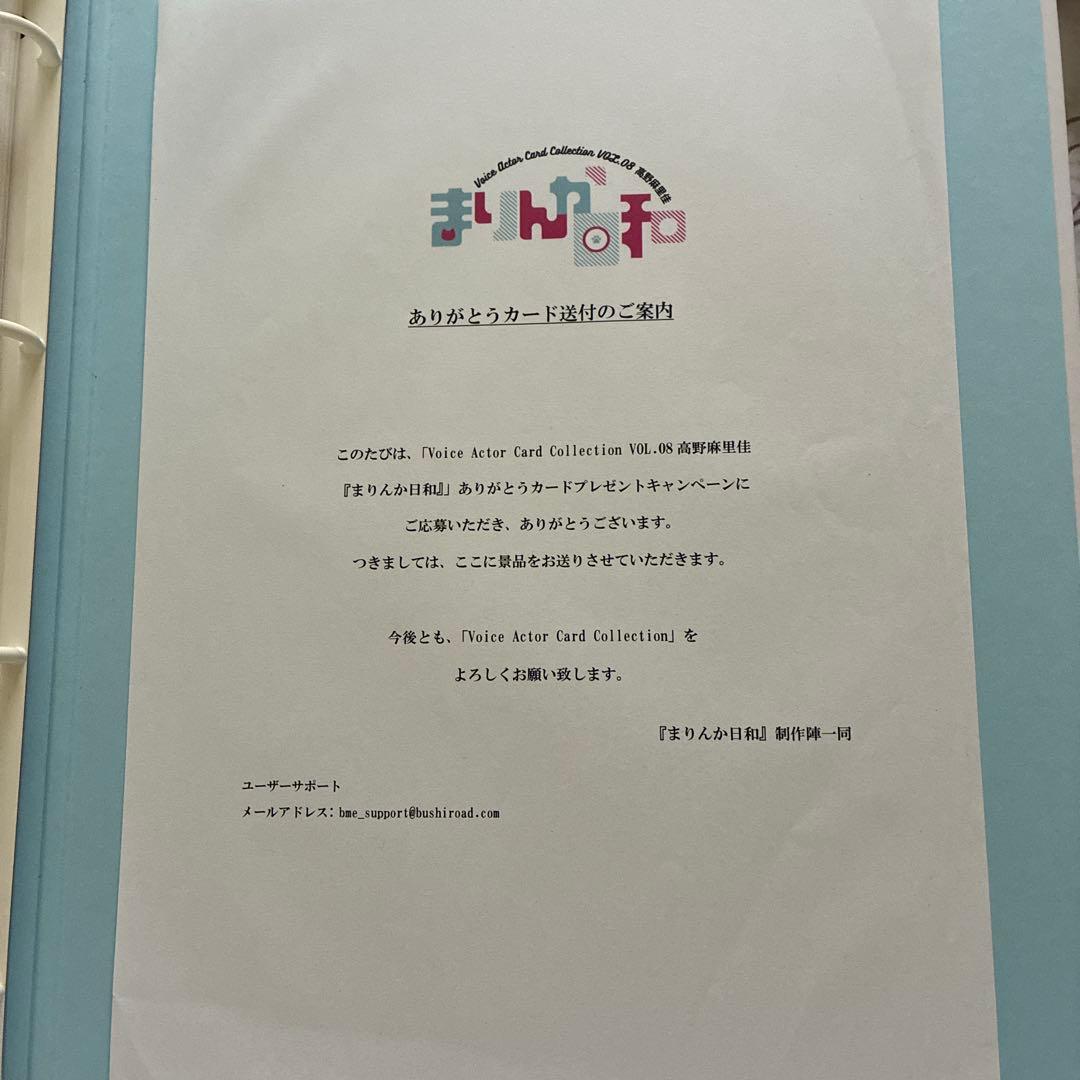 Voice Actor Card Collection VOL.08 高野麻里佳
まりんか日和
ありがとうカード送付のご案内
このたびは、「Voice Actor Card Collection VOL.08 高野麻里佳
『まりんか日和』」ありがとうカードプレゼントキャンペーンに
ご応募いただき、ありがとうございます。
つきましては、ここに景品をお送りさせていただきます。
今後とも、「Voice Actor Card Collection」を
よろしくお願い致します。
『まりんか日和』制作陣一同
ユーザーサポート
メールアドレス：bme_support@bushiroad.com